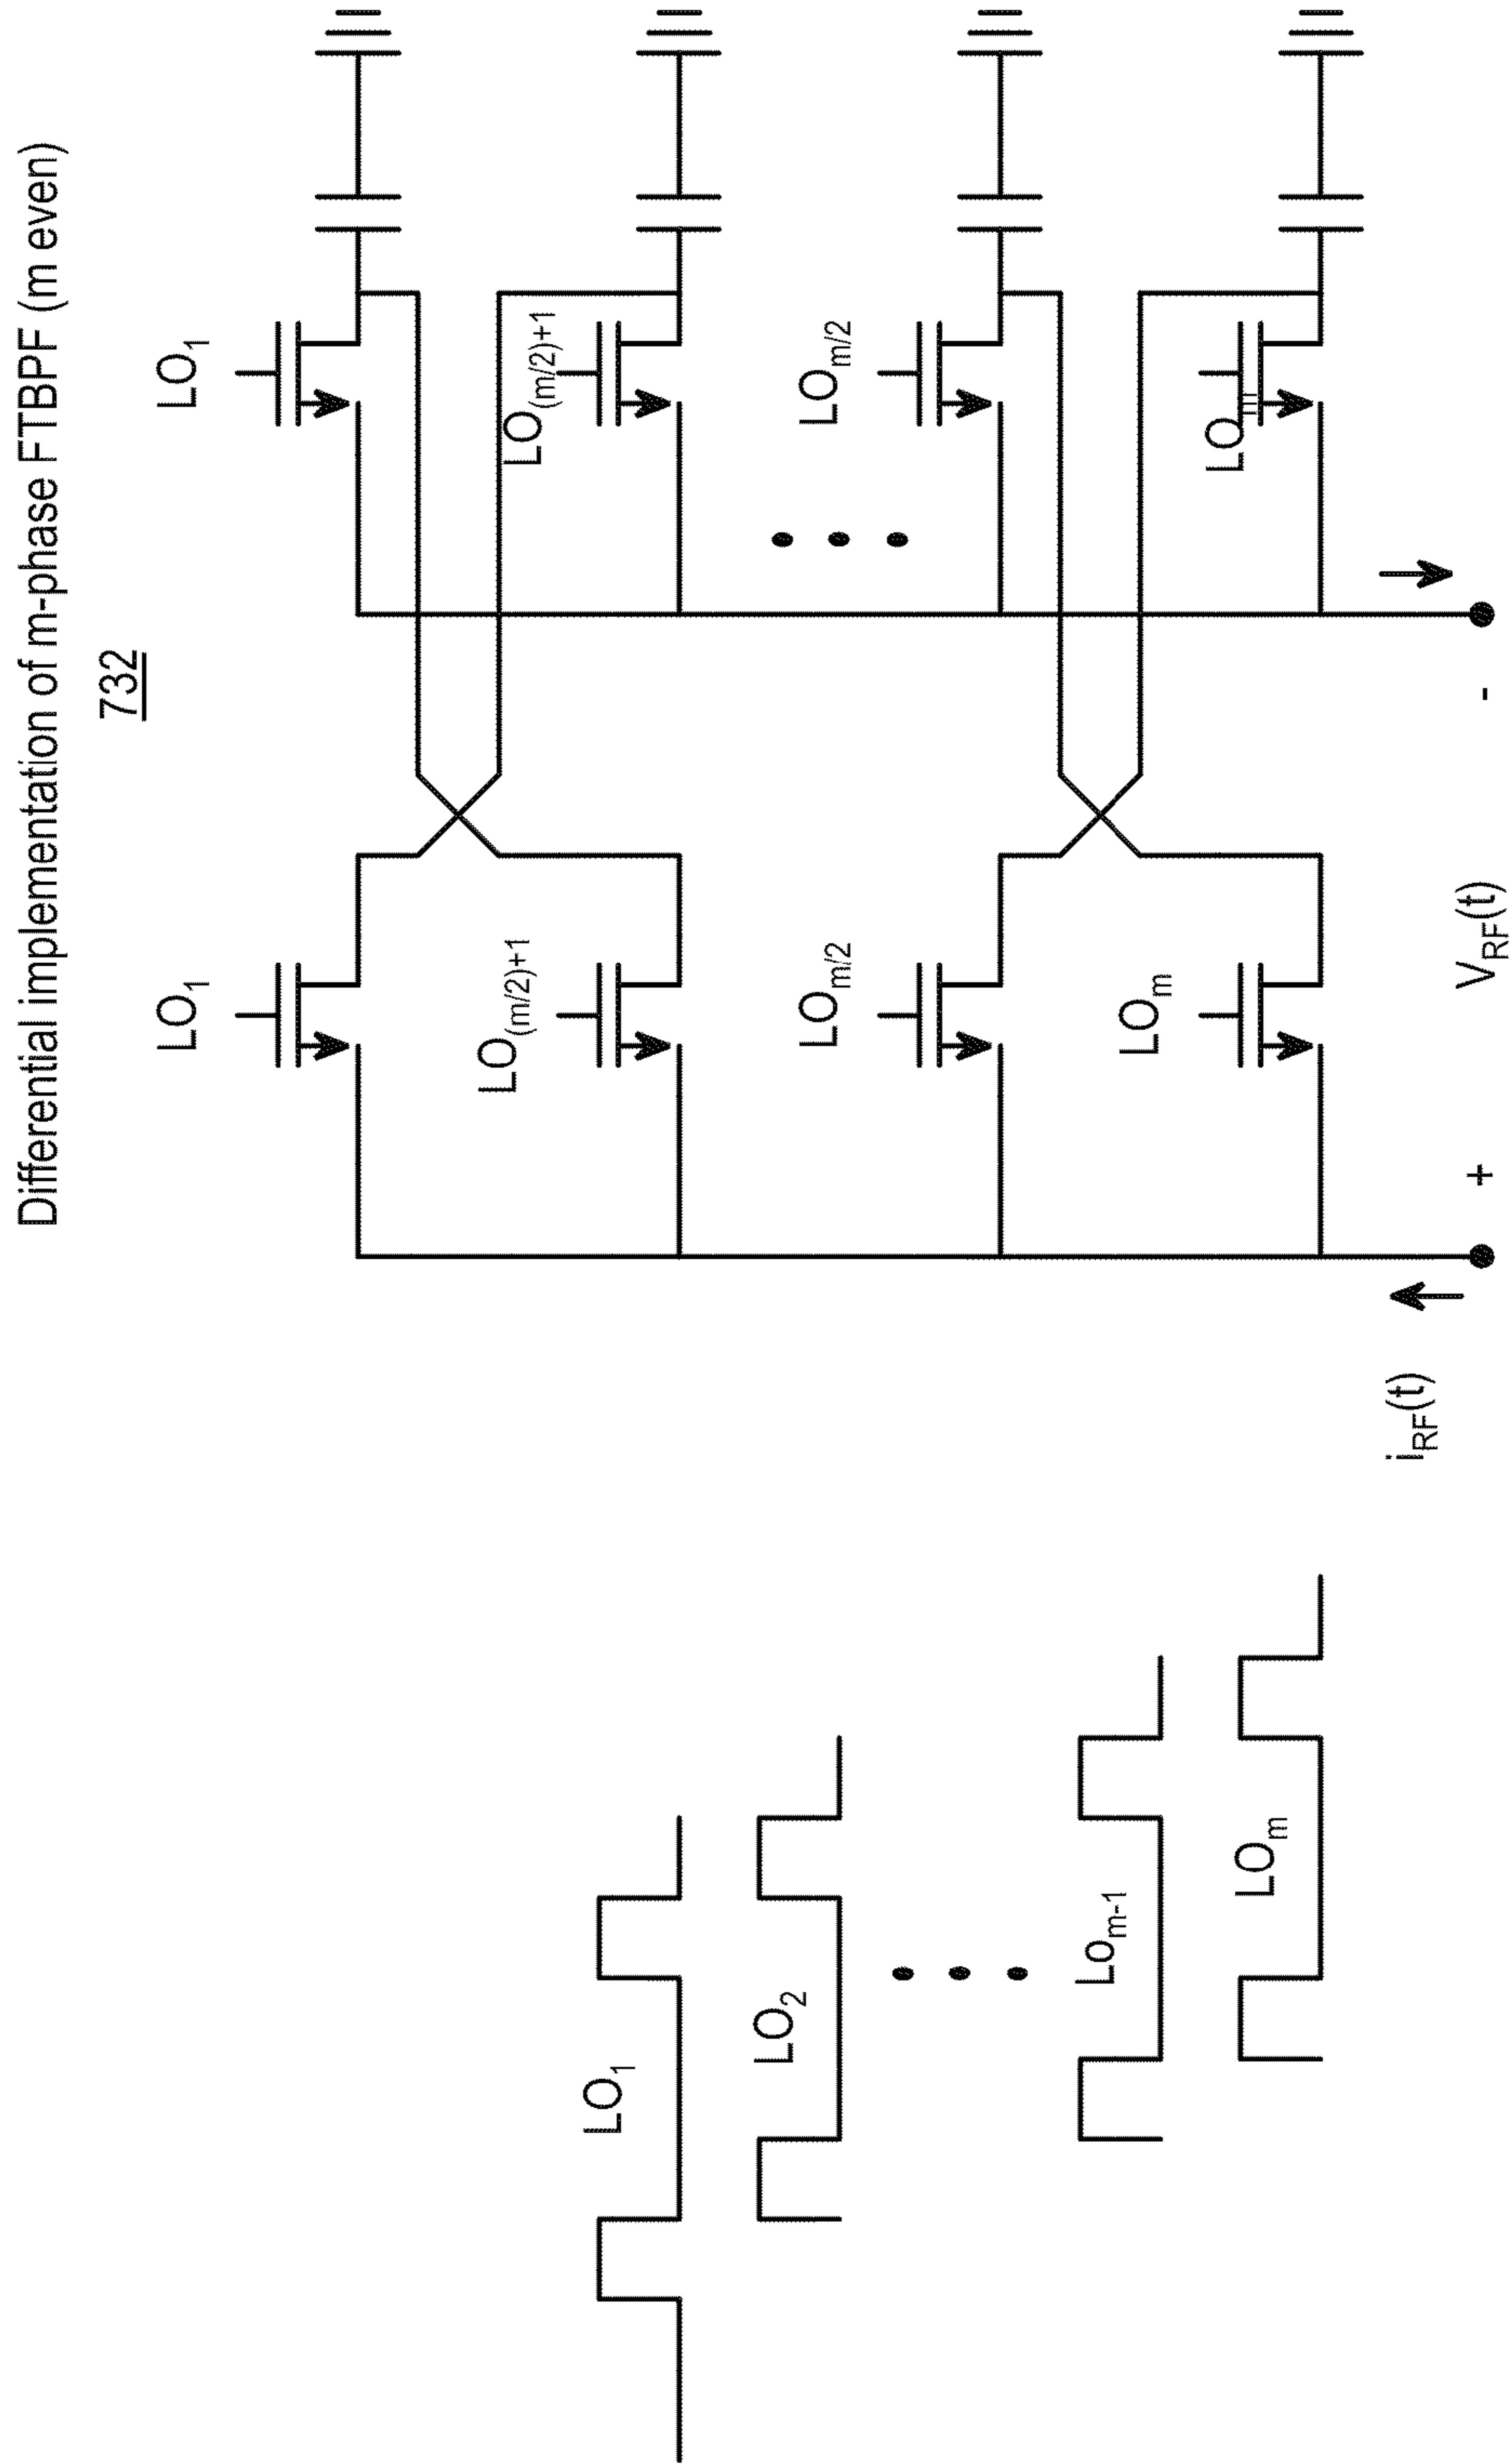 Differential implementation of m-phase FTBPF (m even)
732
LO1
LO2
Lom-1
LOm
LO1
LO(m/2)+1
LOm/2
LOm
LO1
LO(m/2)+1
LOm/2
LOm
iRF(t)
+
VRF(t)
-